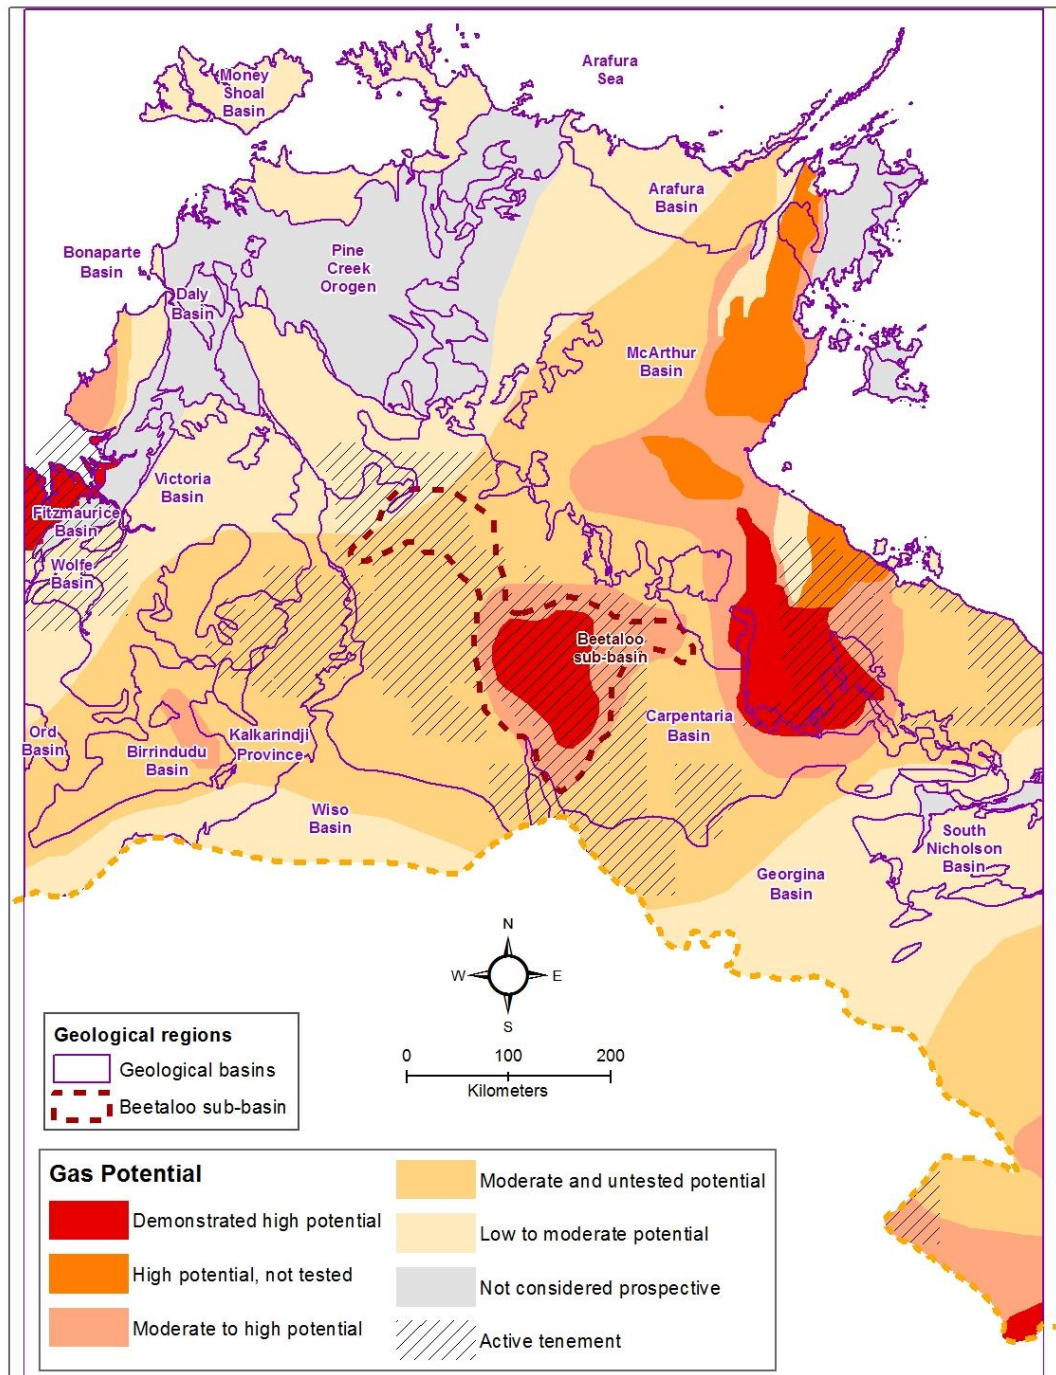 Arafura
Sea
Money
Shoal
Basin
Arafura
Basin
Bonaparte
Basin
Pine
Creek
Orogen
Daly
Basin
McArthur
Basin
Victoria
Basin
Fitzmaurice
Basin
Wolfe
Basin
Beetaloo
sub-basin
Ord
Basin
Birrindudu
Basin
Kalkarindji
Province
Carpentaria
Basin
Wiso
Basin
South
Nicholson
Basin
Georgina
Basin
N
W
E
S
0 100 200
Kilometers
Geological regions
Geological basins
Beetaloo sub-basin
Gas Potential
Demonstrated high potential
High potential, not tested
Moderate to high potential
Moderate and untested potential
Low to moderate potential
Not considered prospective
Active tenement